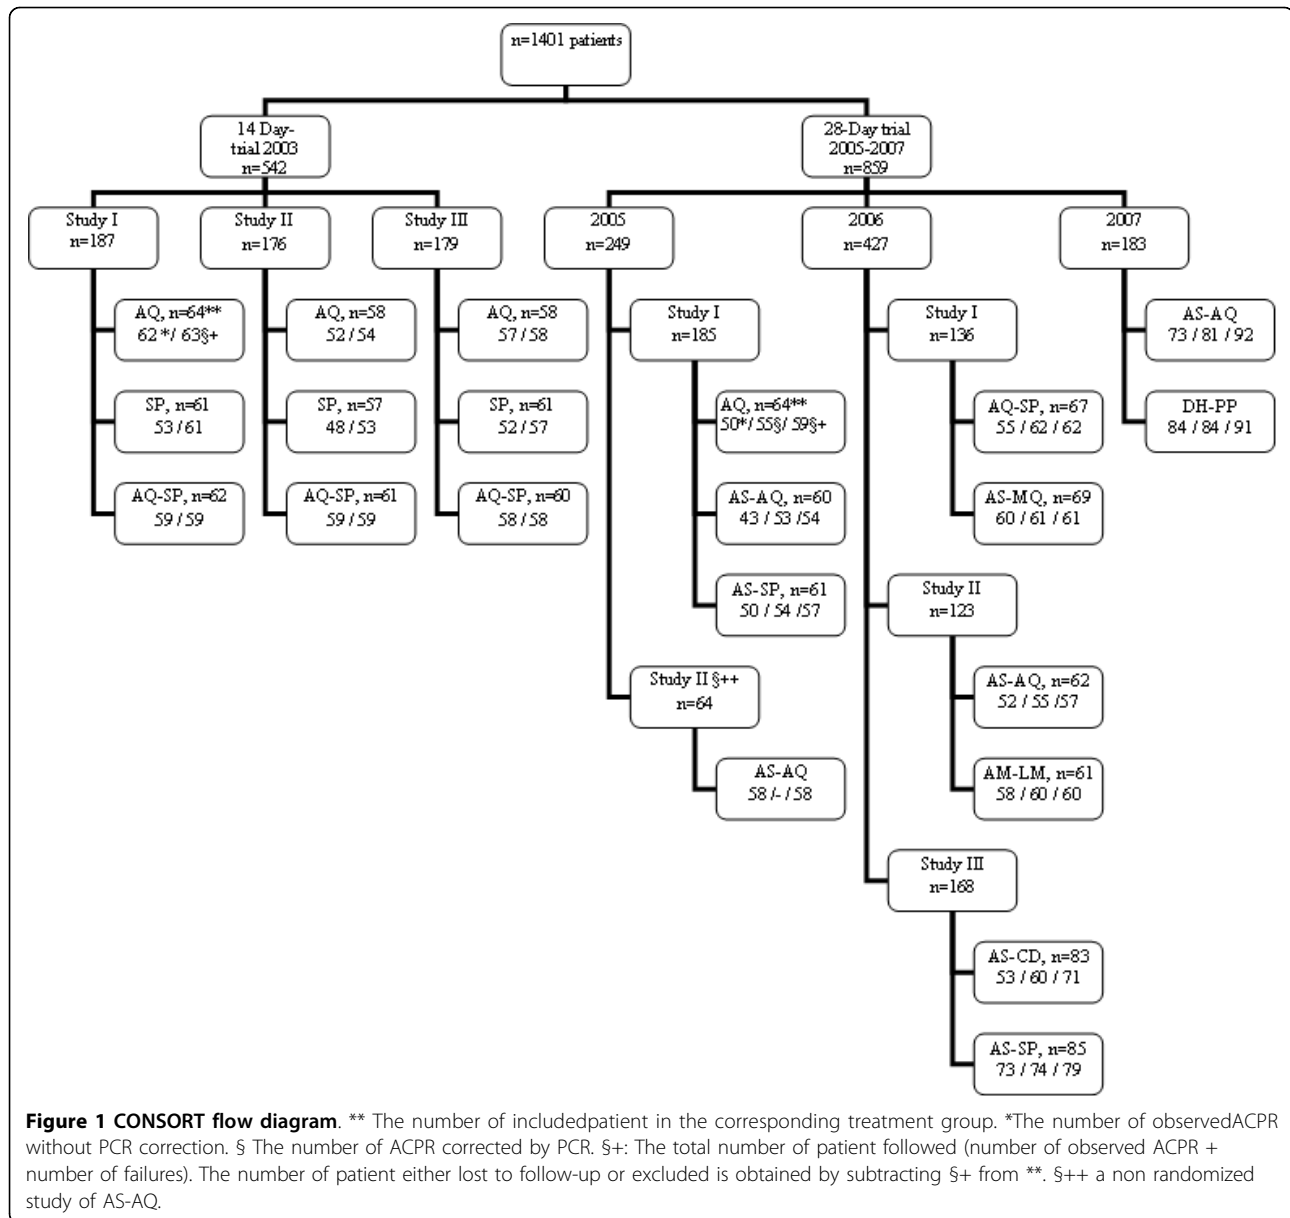 n=1401 patients
14 Day-
trial 2003
n=542
28-Day trial
2005-2007
n=859
Study I
n=187
Study II
n=176
Study III
n=179
2005
n=249
2006
n=427
2007
n=183
AQ, n=64**
62 */ 63§+
AQ, n=58
52 / 54
AQ, n=58
57 / 58
Study I
n=185
Study I
n=136
AS-AQ
73 / 81 / 92
SP, n=61
53 / 61
SP, n=57
48 / 53
SP, n=61
52 / 57
AQ, n=64**
50*/ 55§/ 59§+
AQ-SP, n=67
55 / 62 / 62
DH-PP
84 / 84 / 91
AQ-SP, n=62
59 / 59
AQ-SP, n=61
59 / 59
AQ-SP, n=60
58 / 58
AS-AQ, n=60
43 / 53 / 54
AS-MQ, n=69
60 / 61 / 61
AS-SP, n=61
50 / 54 /57
Study II
n=123
Study II §++
n=64
AS-AQ, n=62
52 / 55 /57
AS-AQ
58 /- / 58
AM-LM, n=61
58 / 60 / 60
Study III
n=168
AS-CD, n=83
53 / 60 / 71
AS-SP, n=85
73 / 74 / 79
Figure 1 CONSORT flow diagram. ** The number of includedpatient in the corresponding treatment group. *The number of observedACPR
without PCR correction. § The number of ACPR corrected by PCR. §+: The total number of patient followed (number of observed ACPR +
number of failures). The number of patient either lost to follow-up or excluded is obtained by subtracting §+ from **. §++ a non randomized
study of AS-AQ.